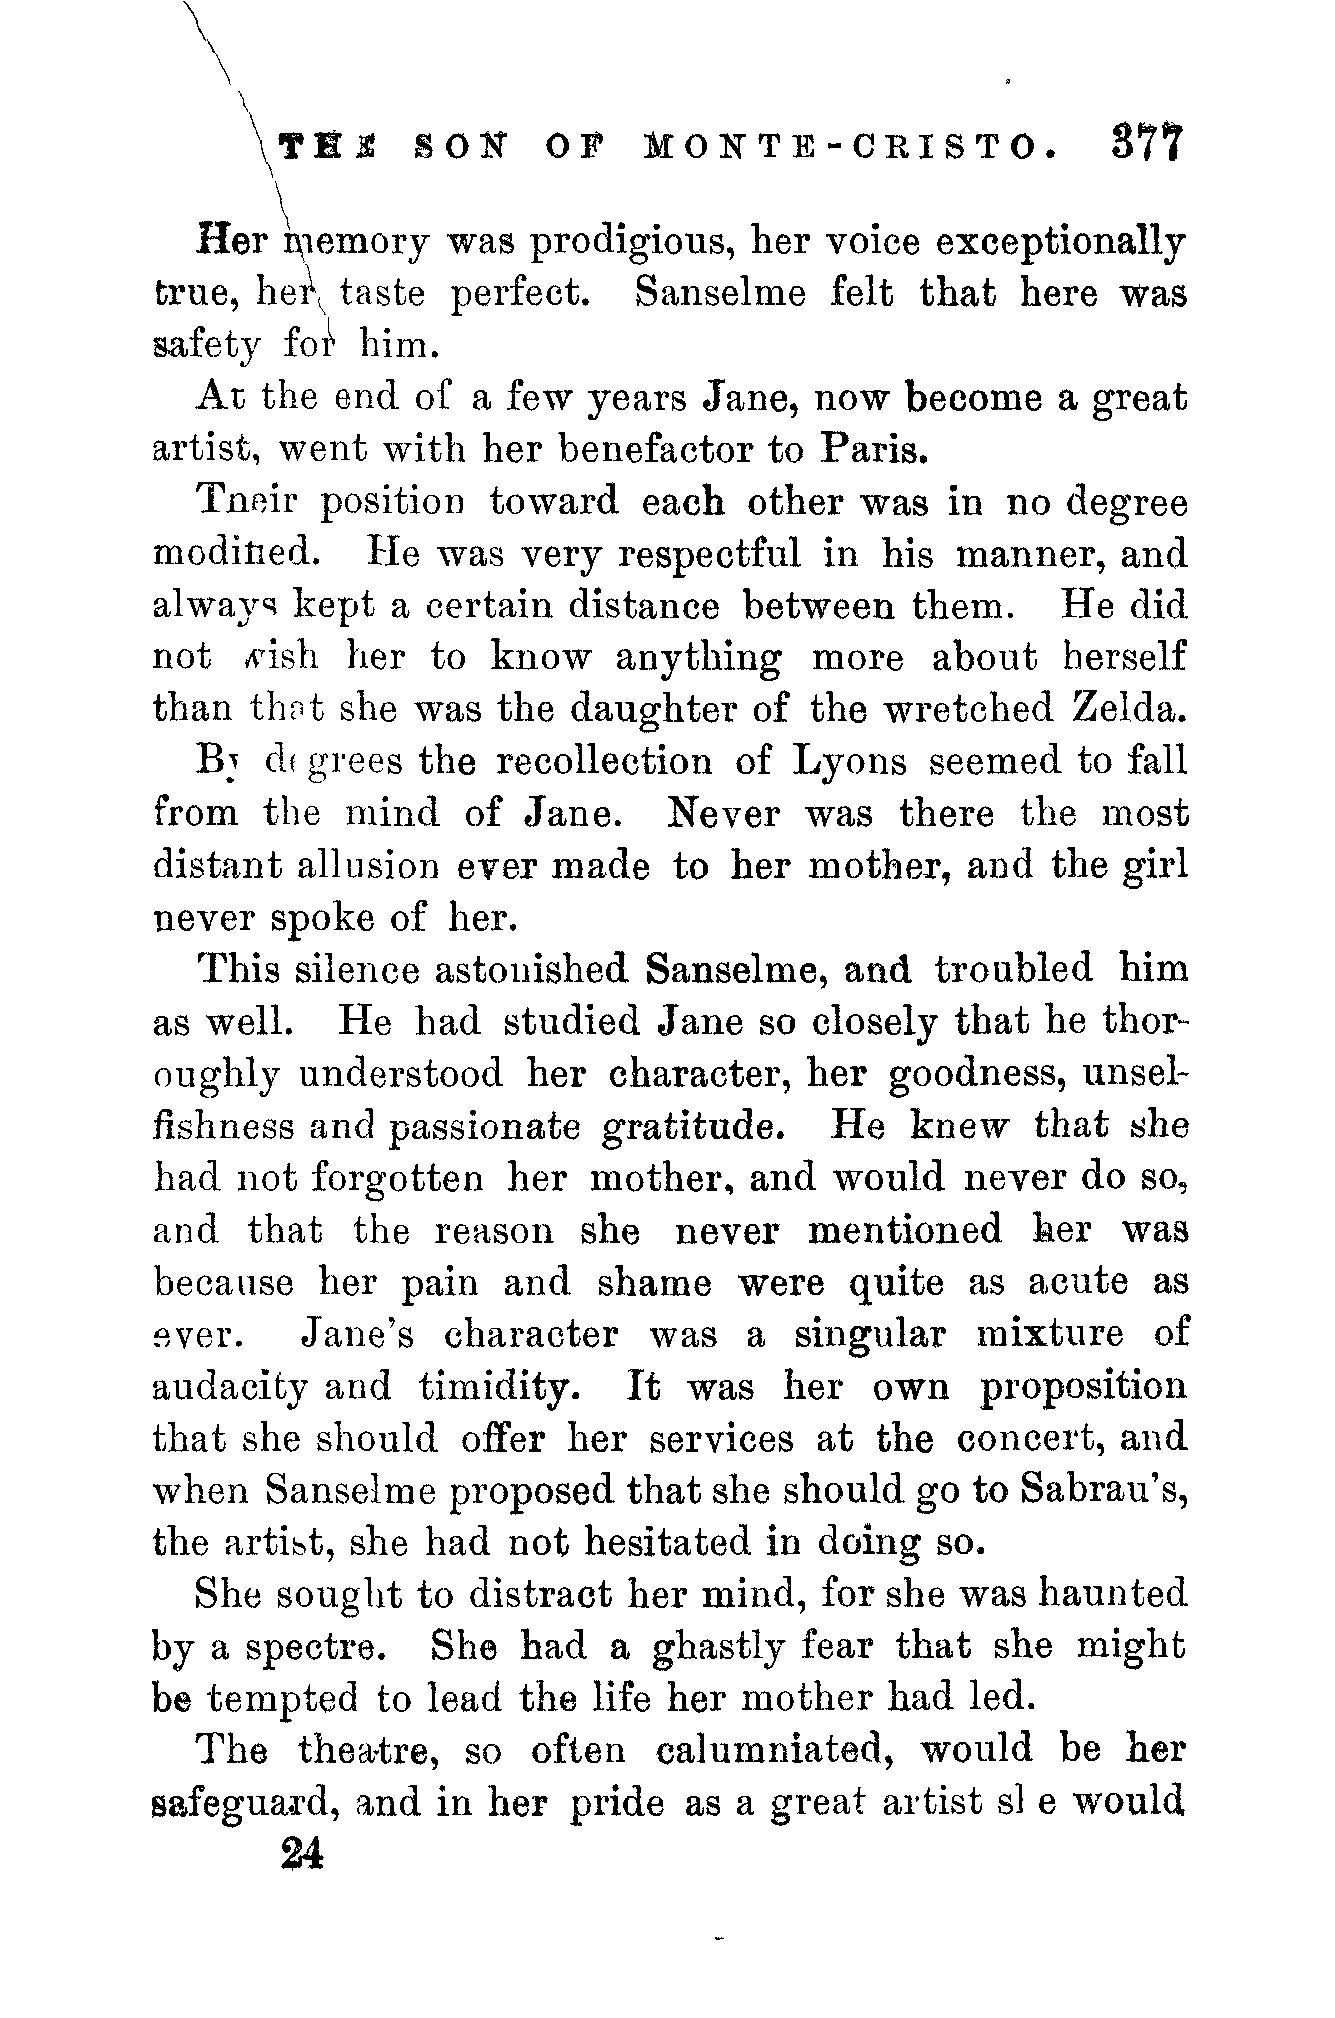 THE SON OF MONTE-CRISTO. 377
Her memory was prodigious, her voice exceptionally
true, her taste perfect. Sanselme felt that here was
safety for him.
At the end of a few years Jane, now become a great
artist, went with her benefactor to Paris.
Their position toward each other was in no degree
modified. He was very respectful in his manner, and
always kept a certain distance between them. He did
not wish her to know anything more about herself
than that she was the daughter of the wretched Zelda.
By degrees the recollection of Lyons seemed to fall
from the mind of Jane. Never was there the most
distant allusion ever made to her mother, and the girl
never spoke of her.
This silence astonished Sanselme, and troubled him
as well. He had studied Jane so closely that he thor-
oughly understood her character, her goodness, unsel-
fishness and passionate gratitude. He knew that she
had not forgotten her mother, and would never do so,
and that the reason she never mentioned her was
because her pain and shame were quite as acute as
ever. Jane's character was a singular mixture of
audacity and timidity. It was her own proposition
that she should offer her services at the concert, and
when Sanselme proposed that she should go to Sabrau's,
the artist, she had not hesitated in doing so.
She sought to distract her mind, for she was haunted
by a spectre. She had a ghastly fear that she might
be tempted to lead the life her mother had led.
The theatre, so often calumniated, would be her
safeguard, and in her pride as a great artist she would
24